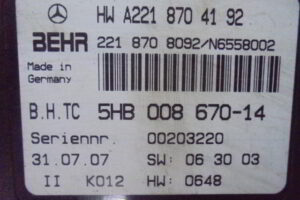 HW A221 870 41 92
BEHR 221 870 8092/N6558002
Made in
Germany
B.H.TC 5HB 008 670-14
Seriennr. 00203220
31.07.07 SW: 06 30 03
II K012 HW: 0648